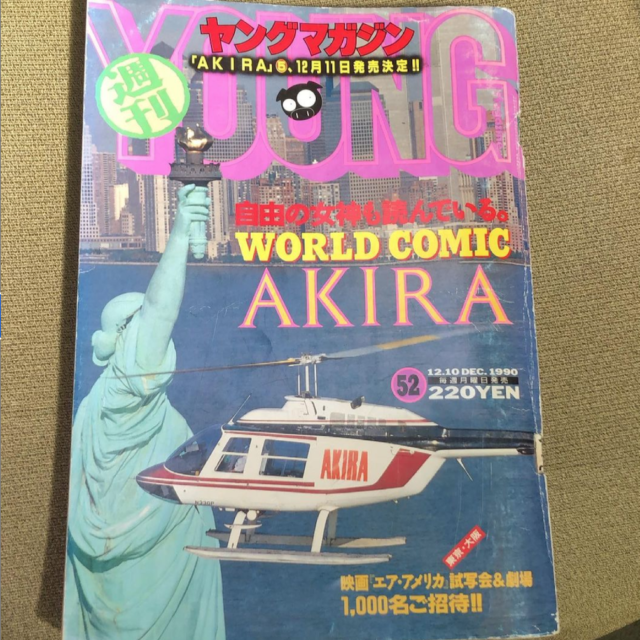 ヤングマガジン
『AKIRA』⑤、12月11日発売決定!!
YOUNG
週刊
自由の女神も読んでいる。
WORLD COMIC
AKIRA
52
12.10 DEC. 1990
毎週月曜日発売
220YEN
AKIRA
東京・大阪
映画『エア・アメリカ』試写会&劇場
1,000名ご招待!!